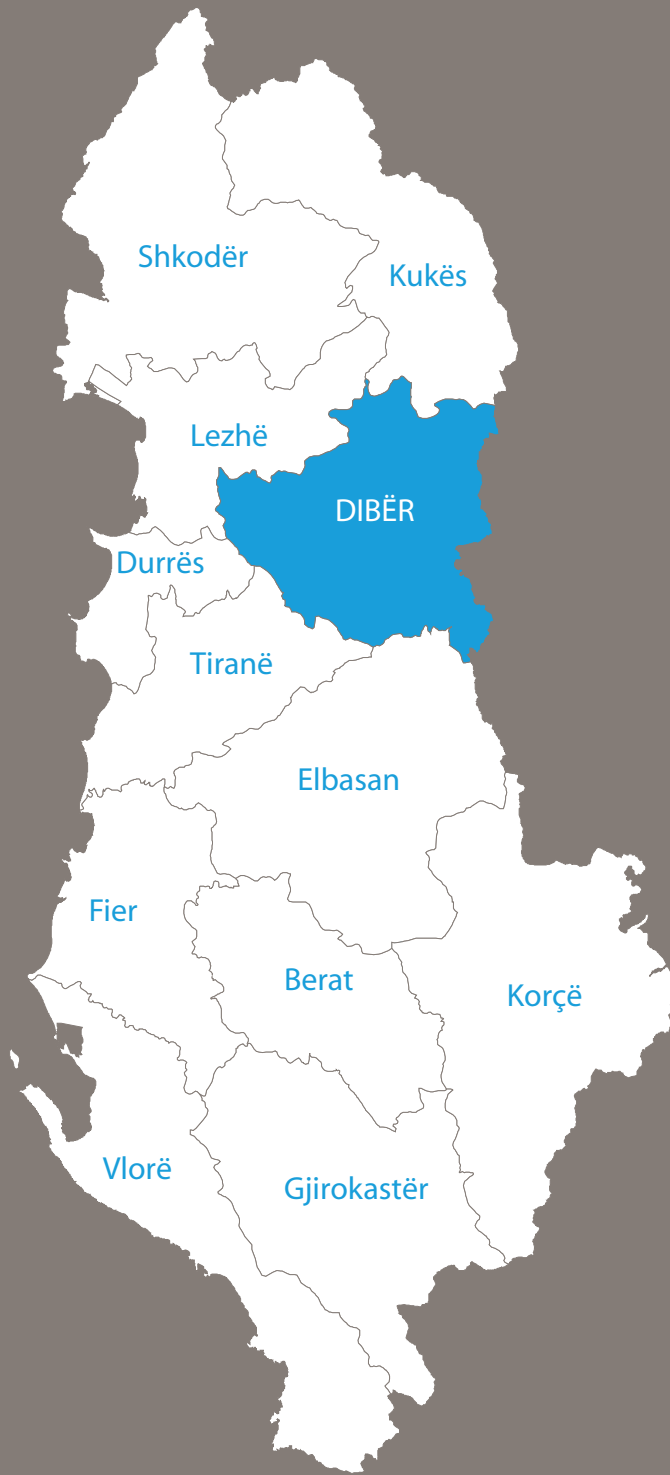 Shkodër
Kukës
Lezhë
DIBËR
Durrës
Tiranë
Elbasan
Fier
Berat
Korçë
Vlorë
Gjirokastër